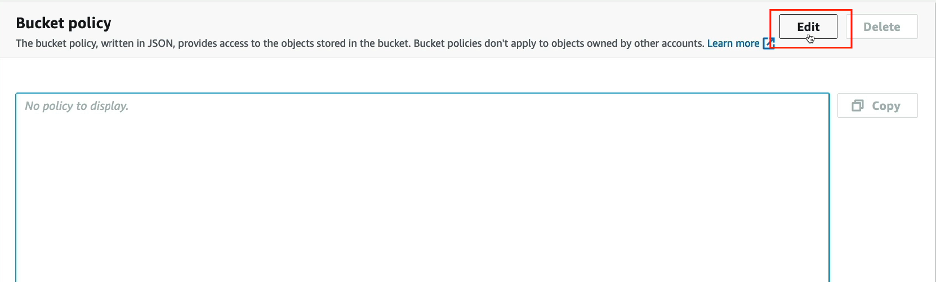 Bucket policy
Edit
Delete
The bucket policy, written in JSON, provides access to the objects stored in the bucket. Bucket policies don't apply to objects owned by other accounts. Learn more
No policy to display.
Copy